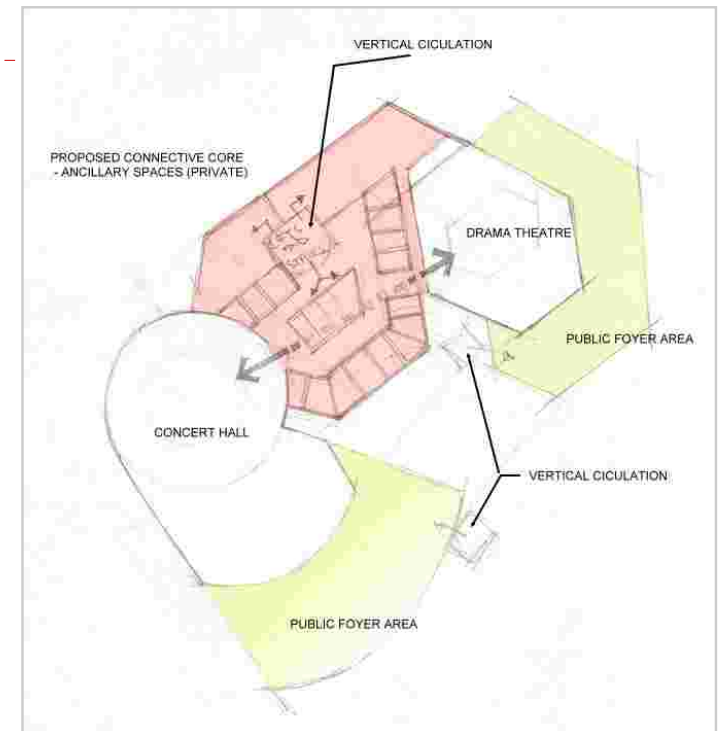 VERTICAL CICULATION
PROPOSED CONNECTIVE CORE
- ANCILLARY SPACES (PRIVATE)
DRAMA THEATRE
PUBLIC FOYER AREA
CONCERT HALL
VERTICAL CICULATION
PUBLIC FOYER AREA